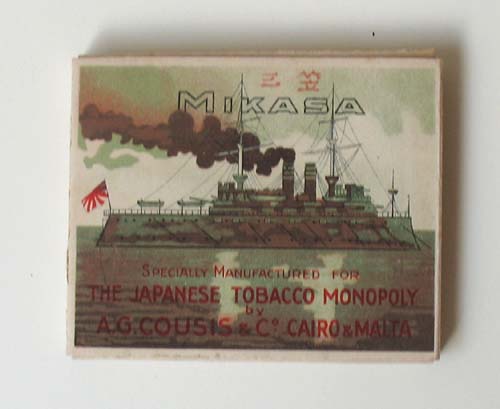 三笠
MIKASA
SPECIALLY MANUFACTURED FOR
THE JAPANESE TOBACCO MONOPOLY
by
A.G. COUSIS & Cº. CAIRO & MALTA